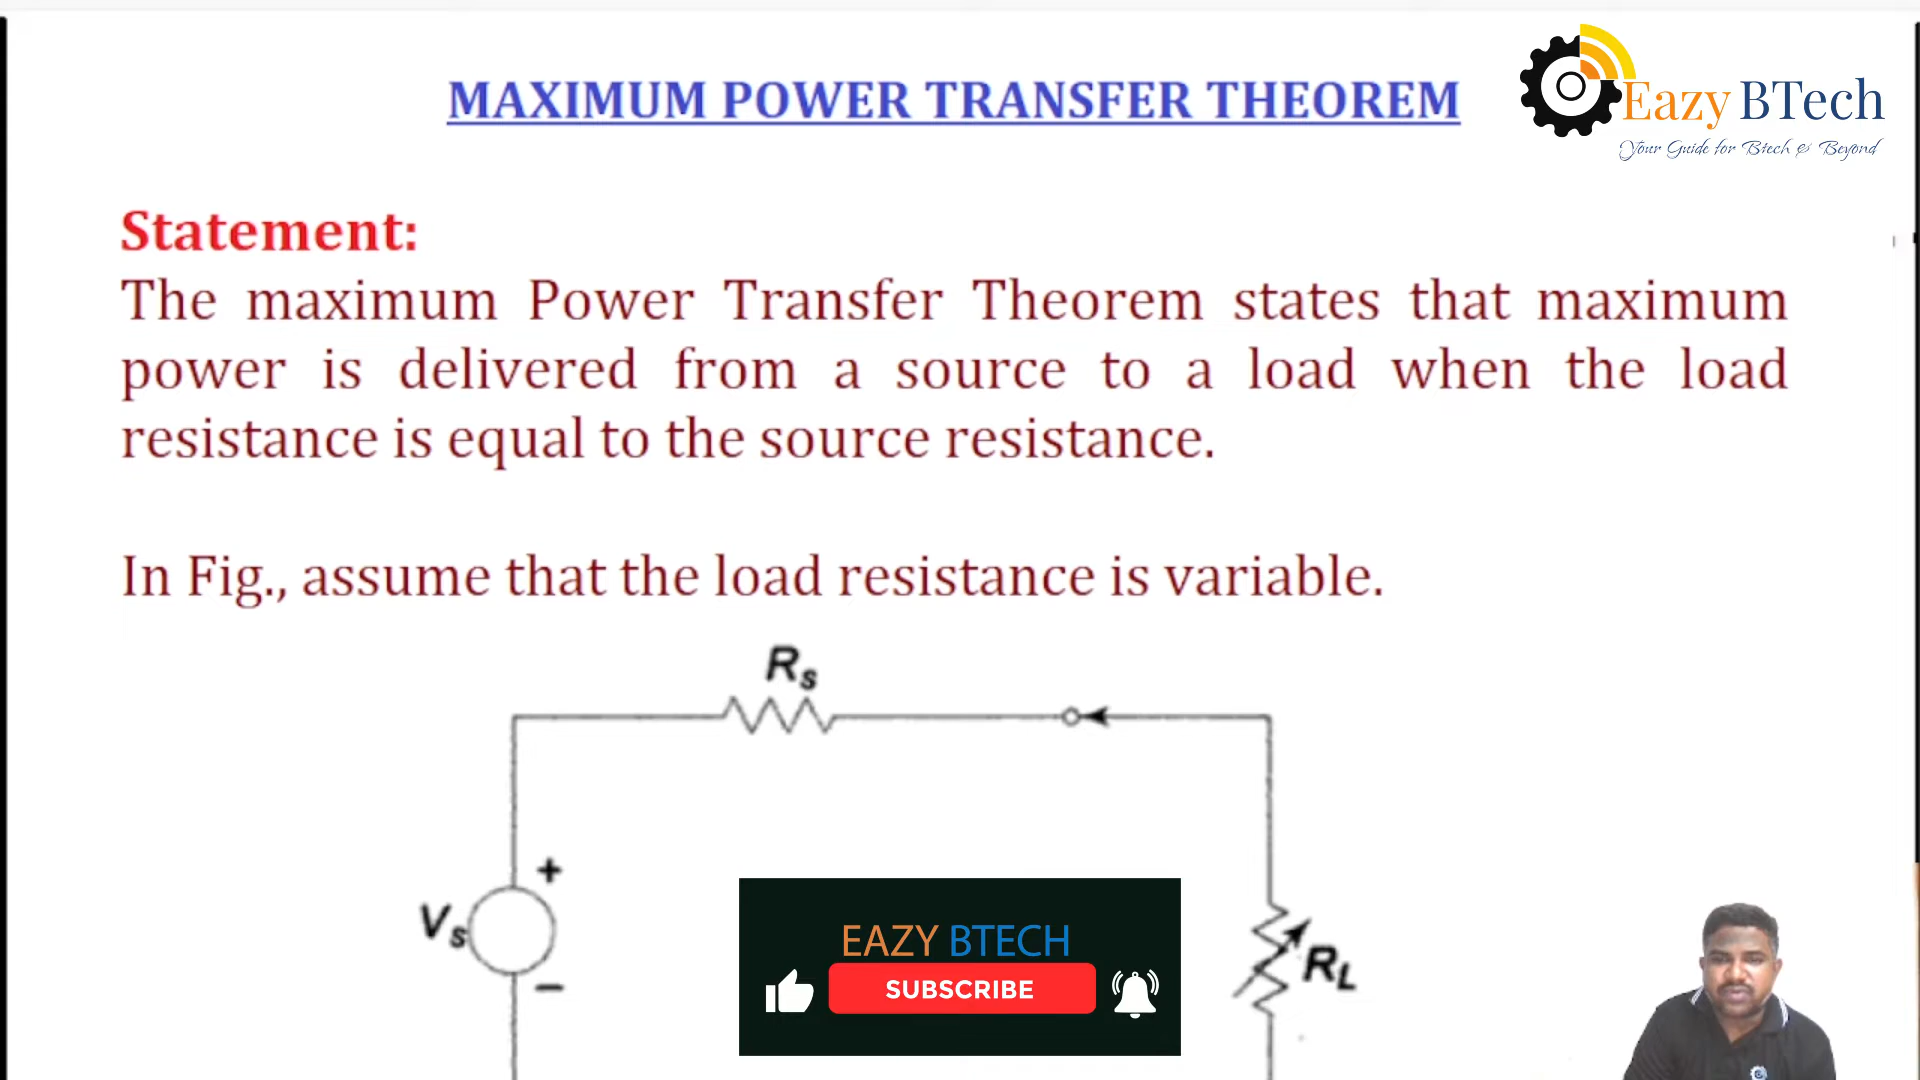 MAXIMUM POWER TRANSFER THEOREM
Eazy BTech
Your Guide for Btech & Beyond
Statement:
The maximum Power Transfer Theorem states that maximum
power is delivered from a source to a load when the load
resistance is equal to the source resistance.
In Fig., assume that the load resistance is variable.
Rs
+
Vs
−
RL
EAZY BTECH
SUBSCRIBE